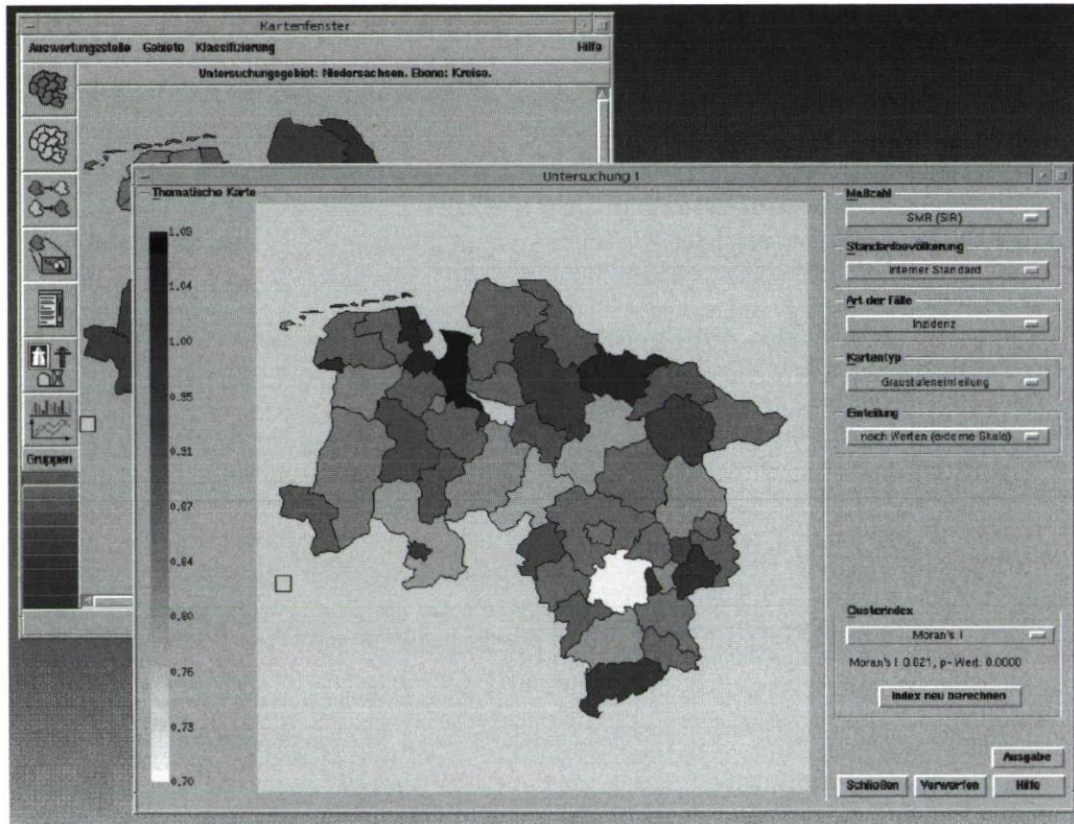 Kartenfenster
Auswertungsstelle Gebiete Klassifizierung Hilfe
Untersuchungsgebiet: Niedersachsen. Ebene: Kreise.
Gruppen
Untersuchung 1
Thematische Karte
1.09
1.04
1.00
0.95
0.91
0.87
0.84
0.80
0.76
0.73
0.70
Maßzahl
SMR (SIR)
Standardbevölkerung
Interner Standard
Art der Fälle
Inzidenz
Kartentyp
Graustufeneinteilung
Einteilung
nach Werten (externe Skala)
Clusterindex
Moran's I
Moran's I: 0.021, p-Wert: 0.0000
Index neu berechnen
Ausgabe
Schließen Verwerfen Hilfe